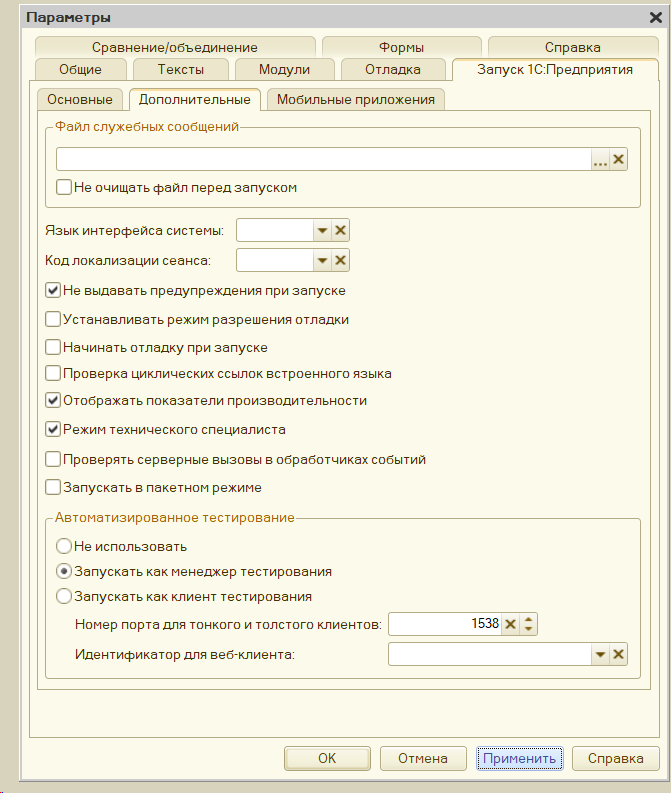 Параметры
Сравнение/объединение Формы Справка
Общие Тексты Модули Отладка Запуск 1С:Предприятия
Основные Дополнительные Мобильные приложения
Файл служебных сообщений
...
Не очищать файл перед запуском
Язык интерфейса системы:
Код локализации сеанса:
Не выдавать предупреждения при запуске
Устанавливать режим разрешения отладки
Начинать отладку при запуске
Проверка циклических ссылок встроенного языка
Отображать показатели производительности
Режим технического специалиста
Проверять серверные вызовы в обработчиках событий
Запускать в пакетном режиме
Автоматизированное тестирование
Не использовать
Запускать как менеджер тестирования
Запускать как клиент тестирования
Номер порта для тонкого и толстого клиентов: 1538
Идентификатор для веб-клиента:
ОК Отмена Применить Справка